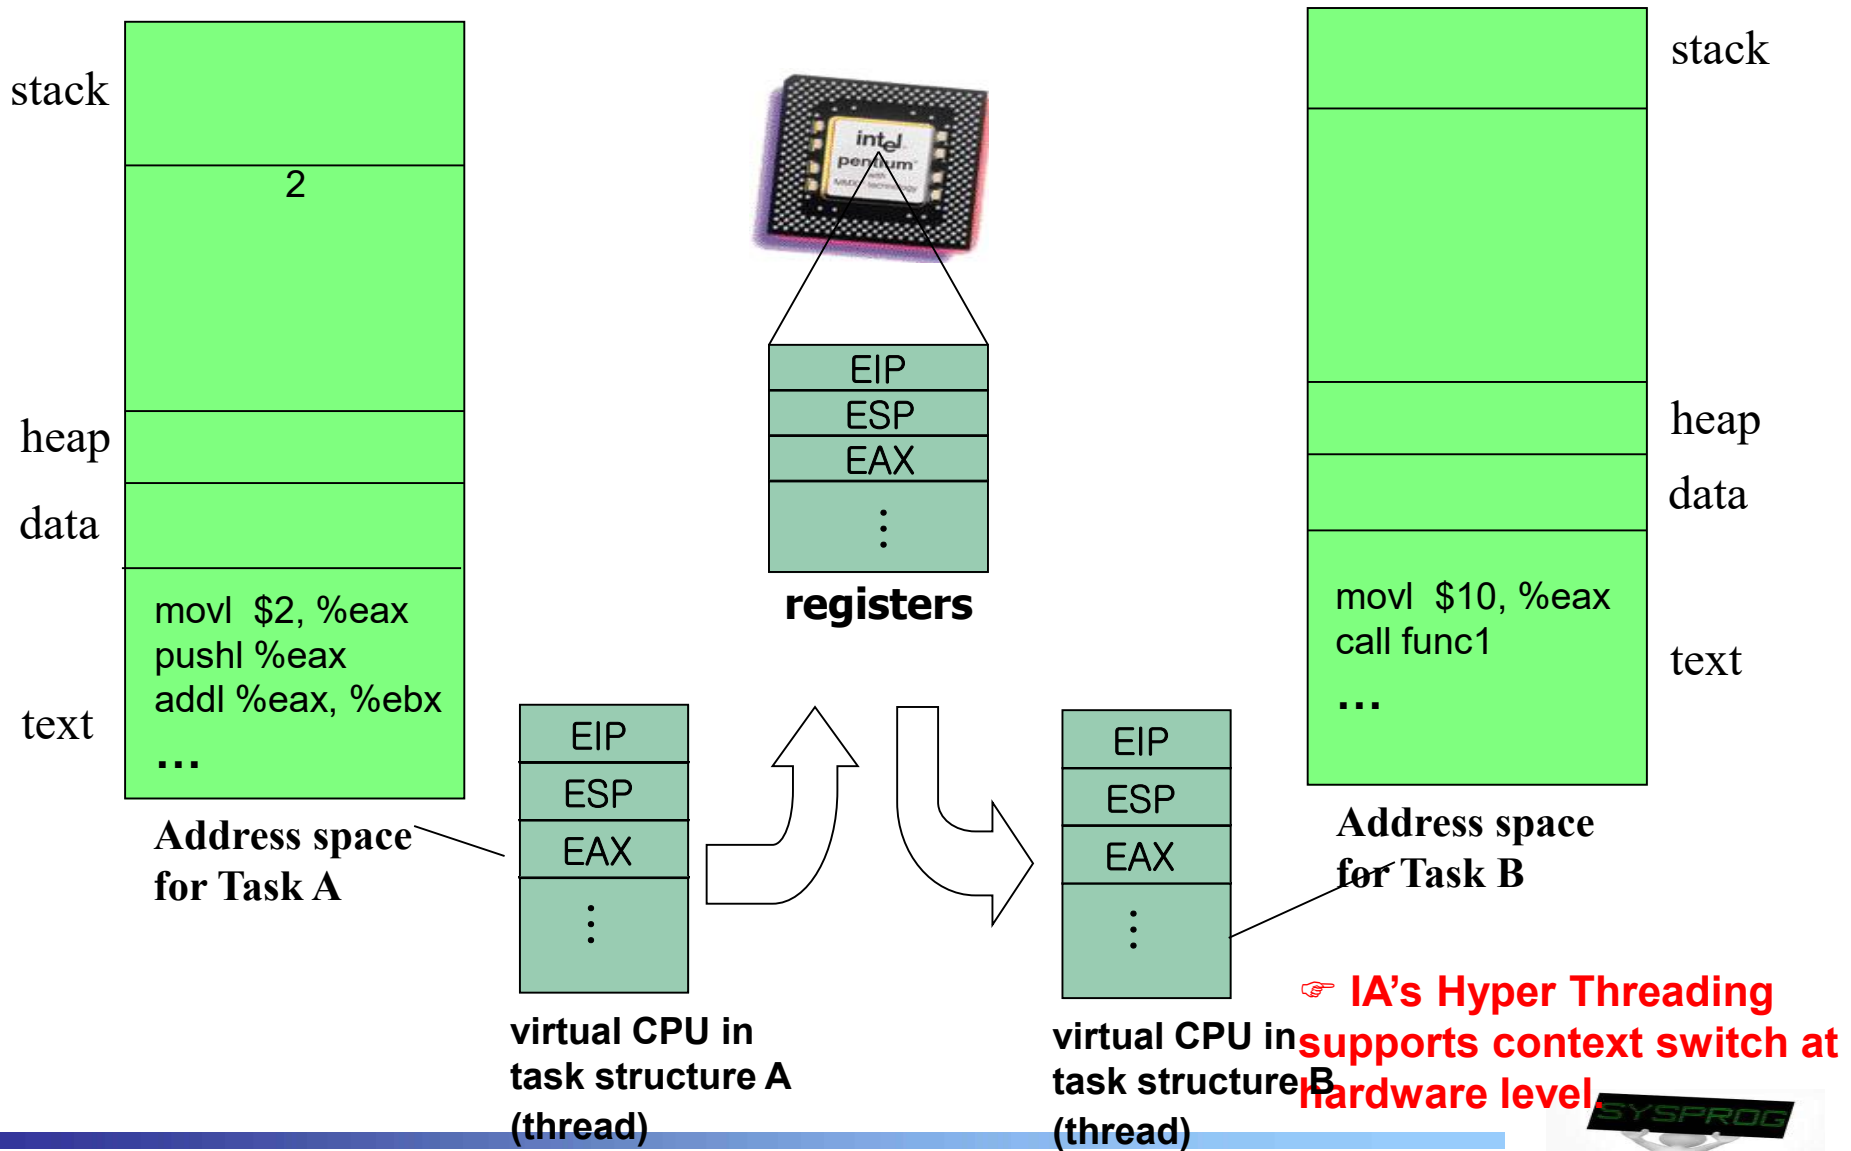 stack
2
heap
data
text
movl $2, %eax
pushl %eax
addl %eax, %ebx
...
Address space
for Task A
intel
pentium
with
MMX technology
EIP
ESP
EAX
⋮
registers
EIP
ESP
EAX
⋮
virtual CPU in
task structure A
(thread)
EIP
ESP
EAX
⋮
virtual CPU in
task structure B
(thread)
stack
heap
data
text
movl $10, %eax
call func1
...
Address space
for Task B
☞ IA’s Hyper Threading
supports context switch at
hardware level.
SYSPROG